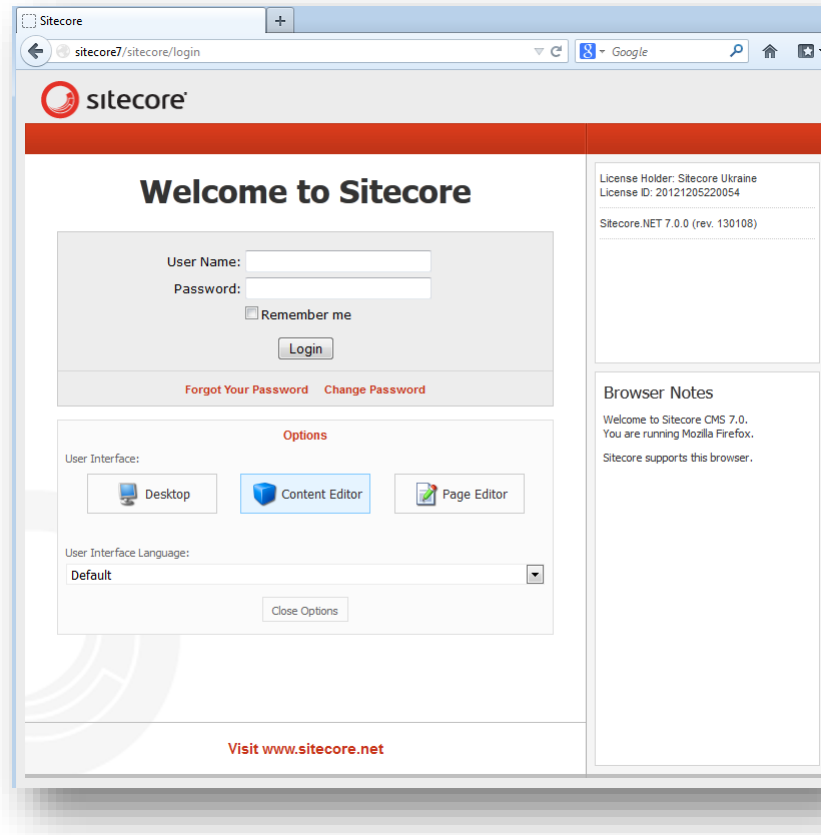 Sitecore
sitecore7/sitecore/login
Google
sitecore
Welcome to Sitecore
User Name:
Password:
Remember me
Login
Forgot Your Password Change Password
Options
User Interface:
Desktop Content Editor Page Editor
User Interface Language:
Default
Close Options
Visit www.sitecore.net
License Holder: Sitecore Ukraine
License ID: 20121205220054
Sitecore.NET 7.0.0 (rev. 130108)
Browser Notes
Welcome to Sitecore CMS 7.0.
You are running Mozilla Firefox.
Sitecore supports this browser.